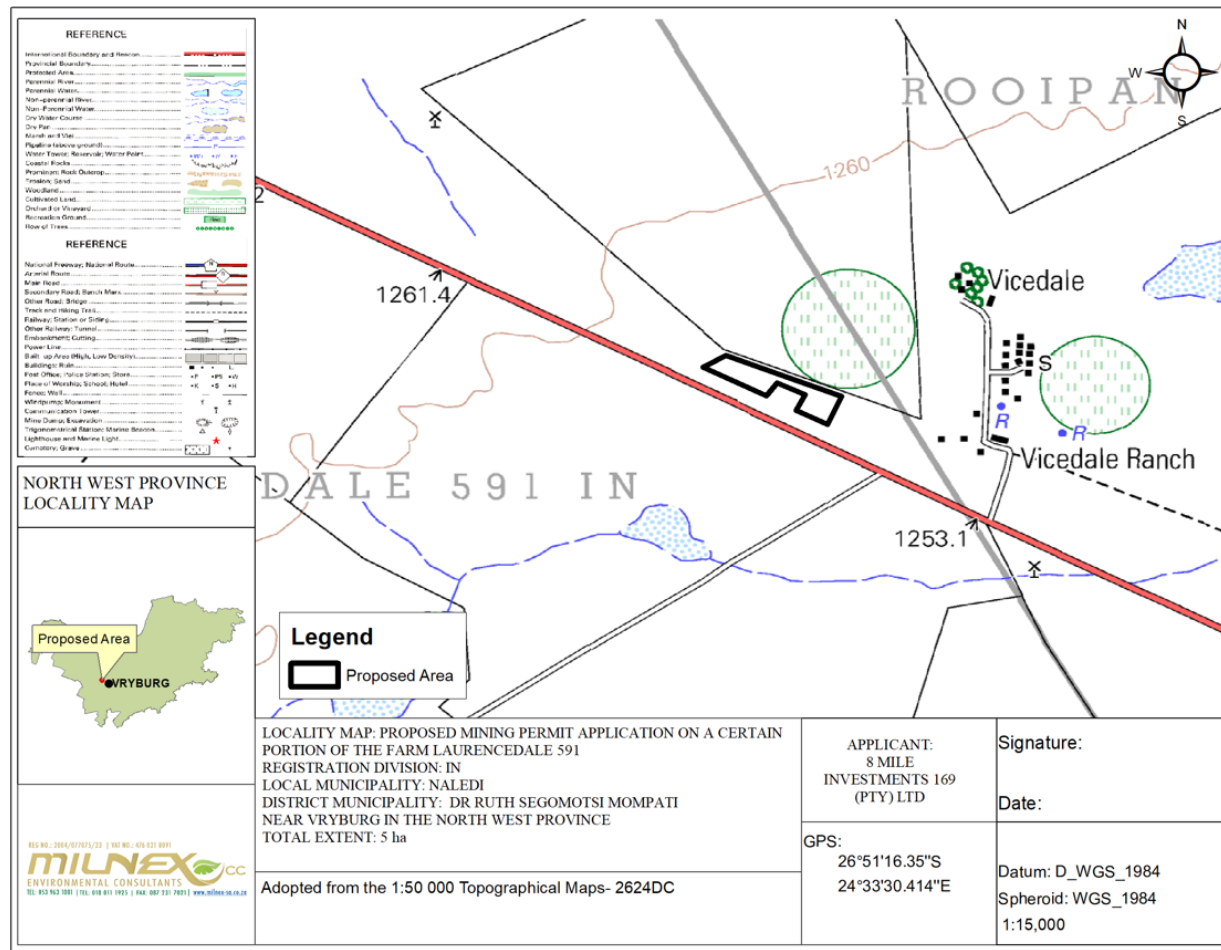 REFERENCE
International Boundary and Beacon
Provincial Boundary
Protected Area
Perennial River
Perennial Water
Non-perennial River
Non-Perennial Water
Dry Water Course
Dry Pan
Marsh and Vlei
Pipeline (above ground)
Water Tower; Reservoir; Water Point
Coastal Rocks
Prominent Rock Outcrop
Erosion; Sand
Woodland
Cultivated Land
Orchard or Vineyard
Recreation Ground
Row of Trees
REFERENCE
National Freeway; National Route
Arterial Route
Main Road
Secondary Road; Bench Mark
Other Road; Bridge
Track and Hiking Trail
Railway; Station or Siding
Other Railway; Tunnel
Embankment; Cutting
Power Line
Built-up Area (High, Low Density)
Buildings; Ruin
Post Office; Police Station; Store
Place of Worship; School; Hotel
Fence; Wall
Windpump; Monument
Communication Tower
Mine Dump; Excavation
Trigonometrical Station; Marine Beacon
Lighthouse and Marine Light
Cemetery; Grave
N
W
S
ROOIPAN
1260
2
1261.4
Vicedale
S
R
R
Vicedale Ranch
DALE 591 IN
1253.1
Legend
Proposed Area
NORTH WEST PROVINCE
LOCALITY MAP
Proposed Area
VRYBURG
LOCALITY MAP: PROPOSED MINING PERMIT APPLICATION ON A CERTAIN
PORTION OF THE FARM LAURENCEDALE 591
REGISTRATION DIVISION: IN
LOCAL MUNICIPALITY: NALEDI
DISTRICT MUNICIPALITY: DR RUTH SEGOMOTSI MOMPATI
NEAR VRYBURG IN THE NORTH WEST PROVINCE
TOTAL EXTENT: 5 ha
Adopted from the 1:50 000 Topographical Maps- 2624DC
APPLICANT:
8 MILE
INVESTMENTS 169
(PTY) LTD
GPS:
26°51'16.35"S
24°33'30.414"E
Signature:
Date:
Datum: D_WGS_1984
Spheroid: WGS_1984
1:15,000
MILNEX CC
ENVIRONMENTAL CONSULTANTS